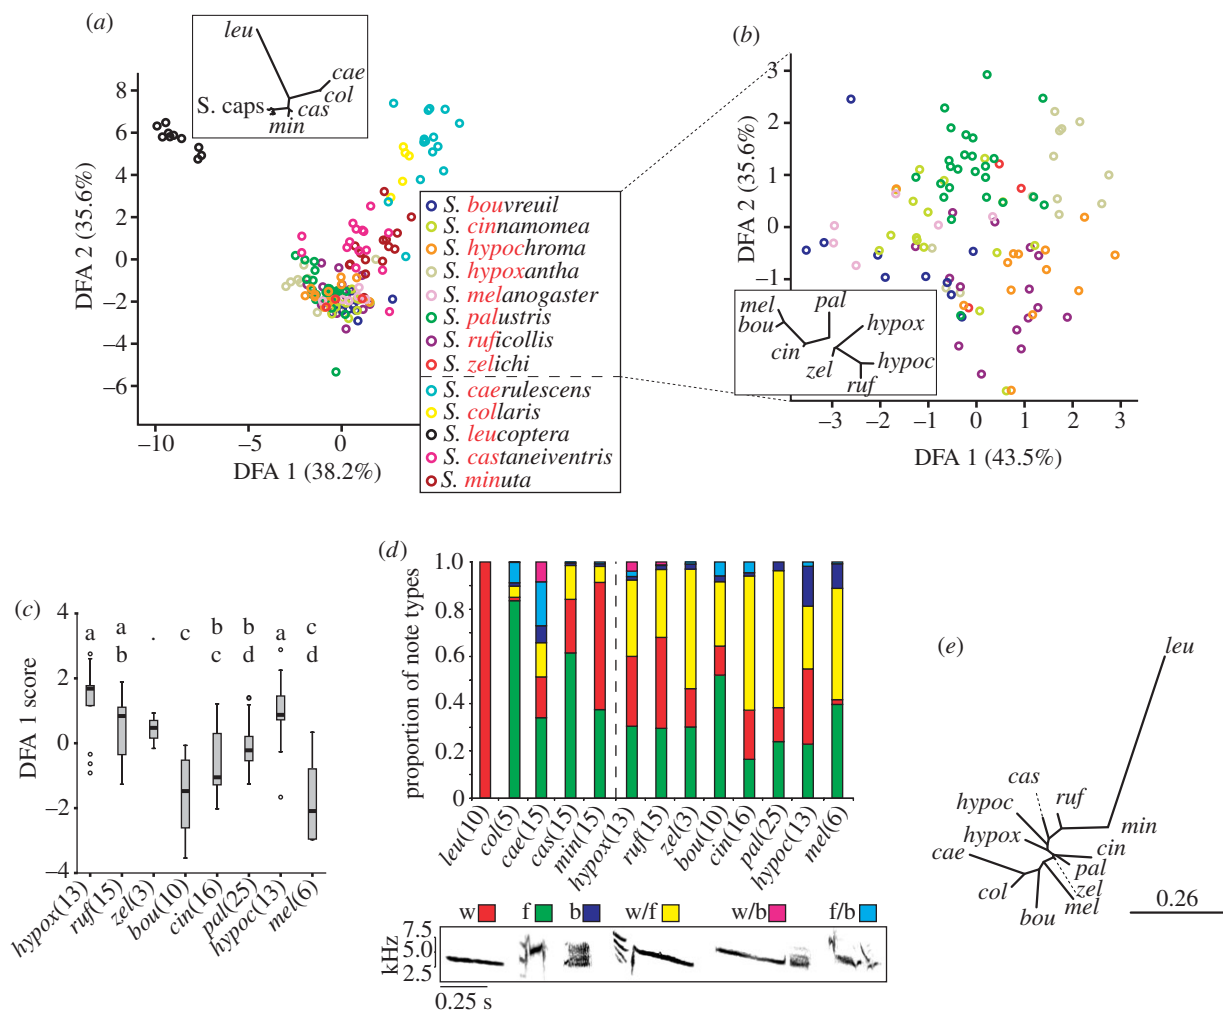 (a)
leu
cae
col
S. caps
cas
min
8
6
4
2
0
−2
−4
−6
DFA 2 (35.6%)
−10
−5
0
DFA 1 (38.2%)
S. bouvreuil
S. cinnamomea
S. hypochroma
S. hypoxantha
S. melanogaster
S. palustris
S. ruficollis
S. zelichi
S. caerulescens
S. collaris
S. leucoptera
S. castaneiventris
S. minuta
(b)
3
2
1
0
−1
DFA 2 (35.6%)
mel
bou
pal
hypox
cin
zel
hypoc
ruf
−3
−2
−1
0
1
2
3
DFA 1 (43.5%)
(c)
4
2
0
−2
−4
DFA 1 score
a
a
b
.
c
b
c
b
d
a
c
d
hypox(13)
ruf(15)
zel(3)
bou(10)
cin(16)
pal(25)
hypoc(13)
mel(6)
(d)
1.0
0.8
0.6
0.4
0.2
0
proportion of note types
leu(10)
col(5)
cae(15)
cas(15)
min(15)
hypox(13)
ruf(15)
zel(3)
bou(10)
cin(16)
pal(25)
hypoc(13)
mel(6)
w
f
b
w/f
w/b
f/b
kHz
7.5
5.0
2.5
0.25 s
(e)
leu
cas
ruf
hypoc
min
hypox
cin
cae
pal
zel
col
mel
bou
0.26